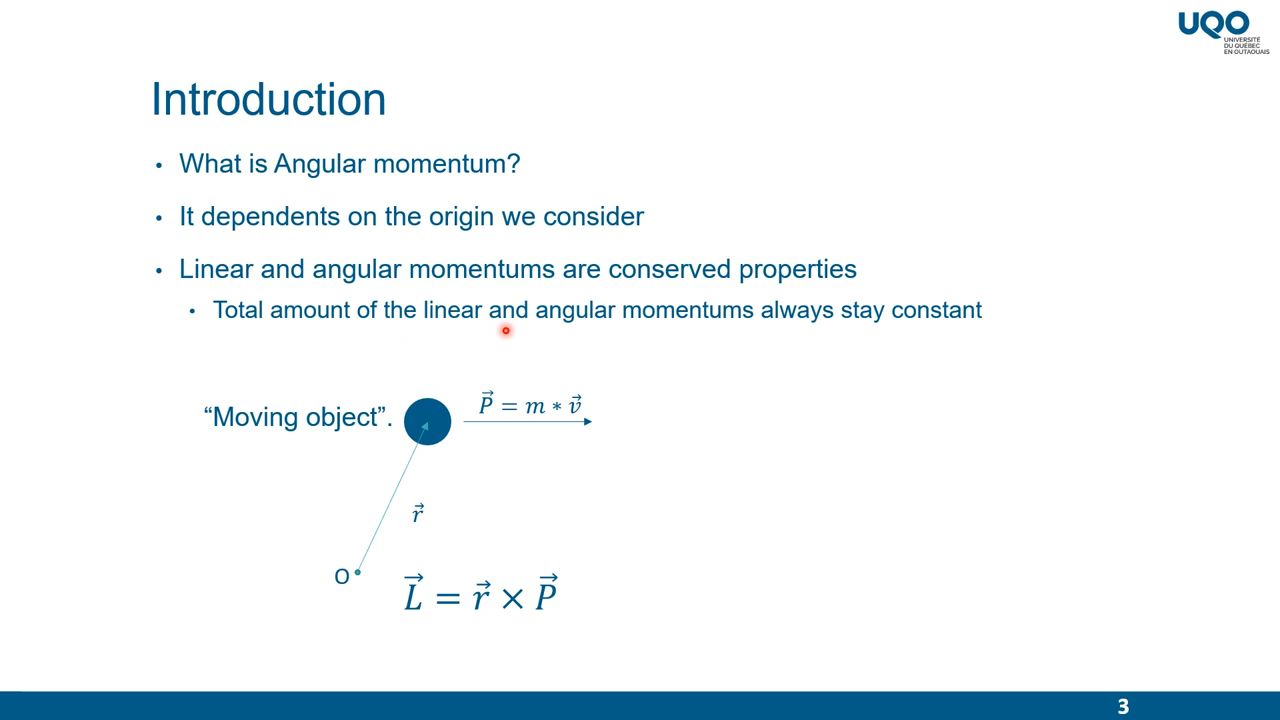 UQO
UNIVERSITÉ
DU QUÉBEC
EN OUTAOUAIS
Introduction
• What is Angular momentum?
• It dependents on the origin we consider
• Linear and angular momentums are conserved properties
• Total amount of the linear and angular momentums always stay constant
“Moving object”.
P⃗ = m ∗ v⃗
r⃗
O
L⃗ = r⃗ × P⃗
3